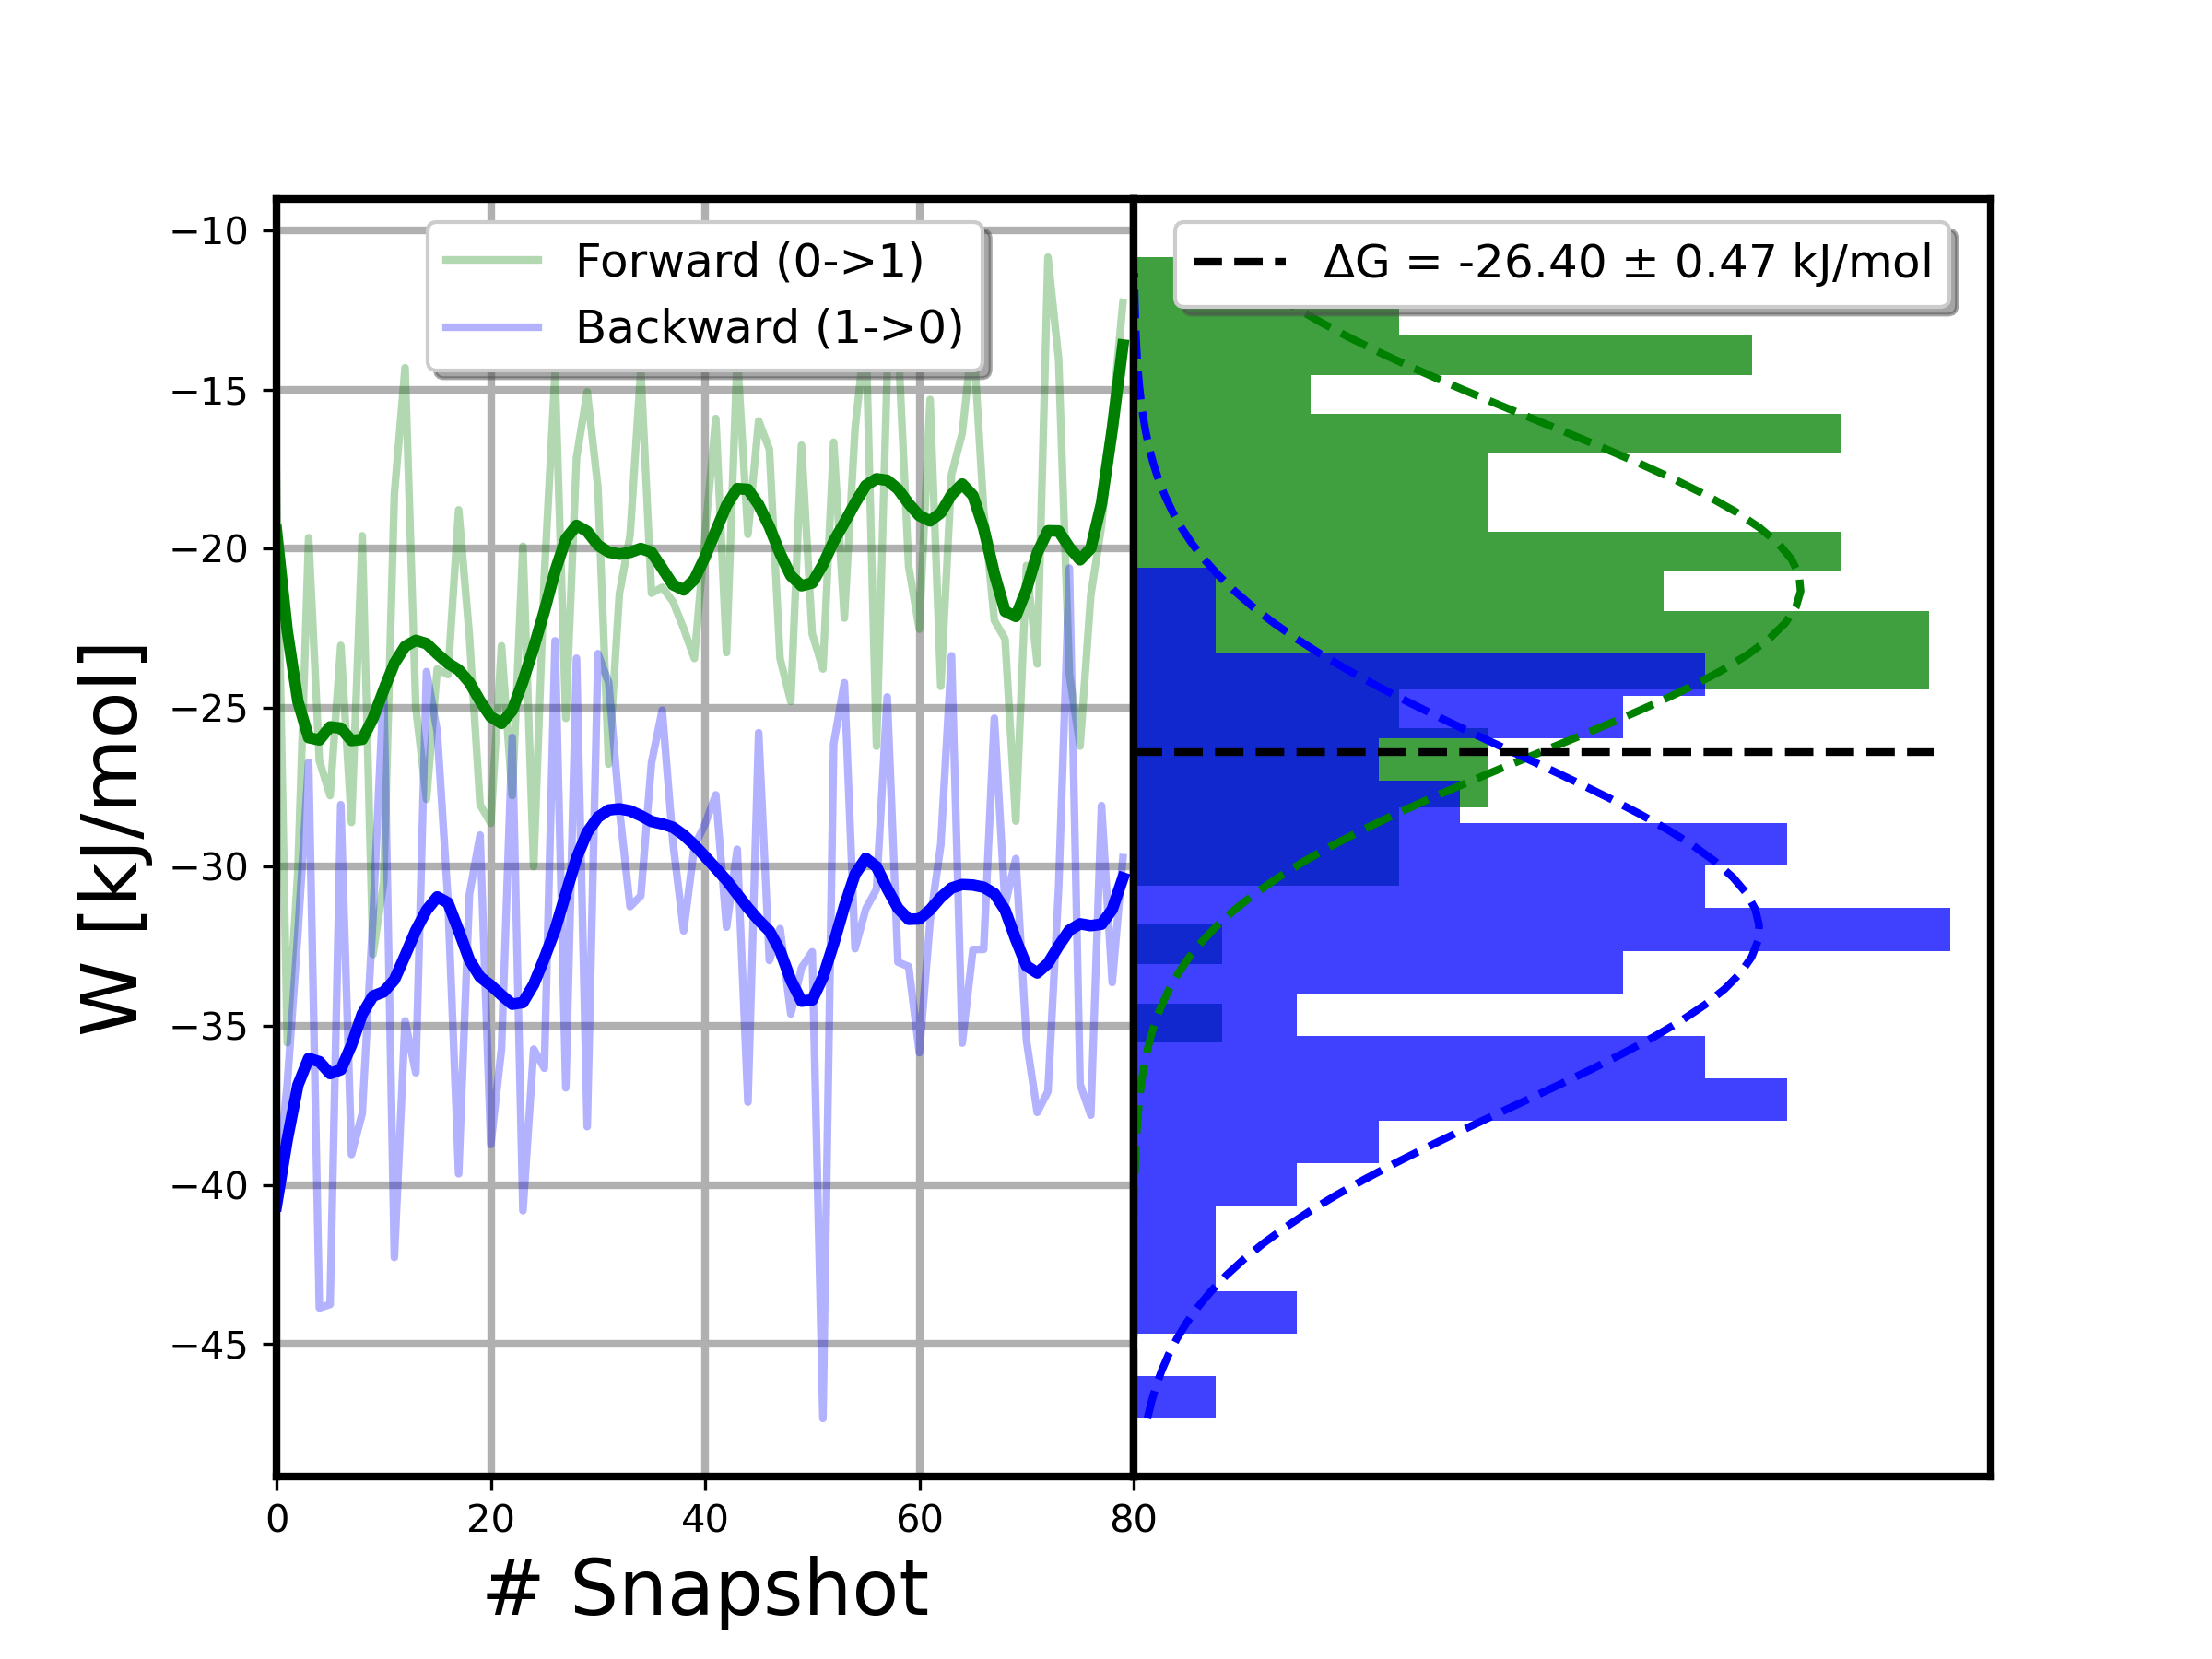 −10
−15
−20
−25
−30
−35
−40
−45
W [kJ/mol]
Forward (0->1)
Backward (1->0)
ΔG = -26.40 ± 0.47 kJ/mol
0 20 40 60 80
# Snapshot